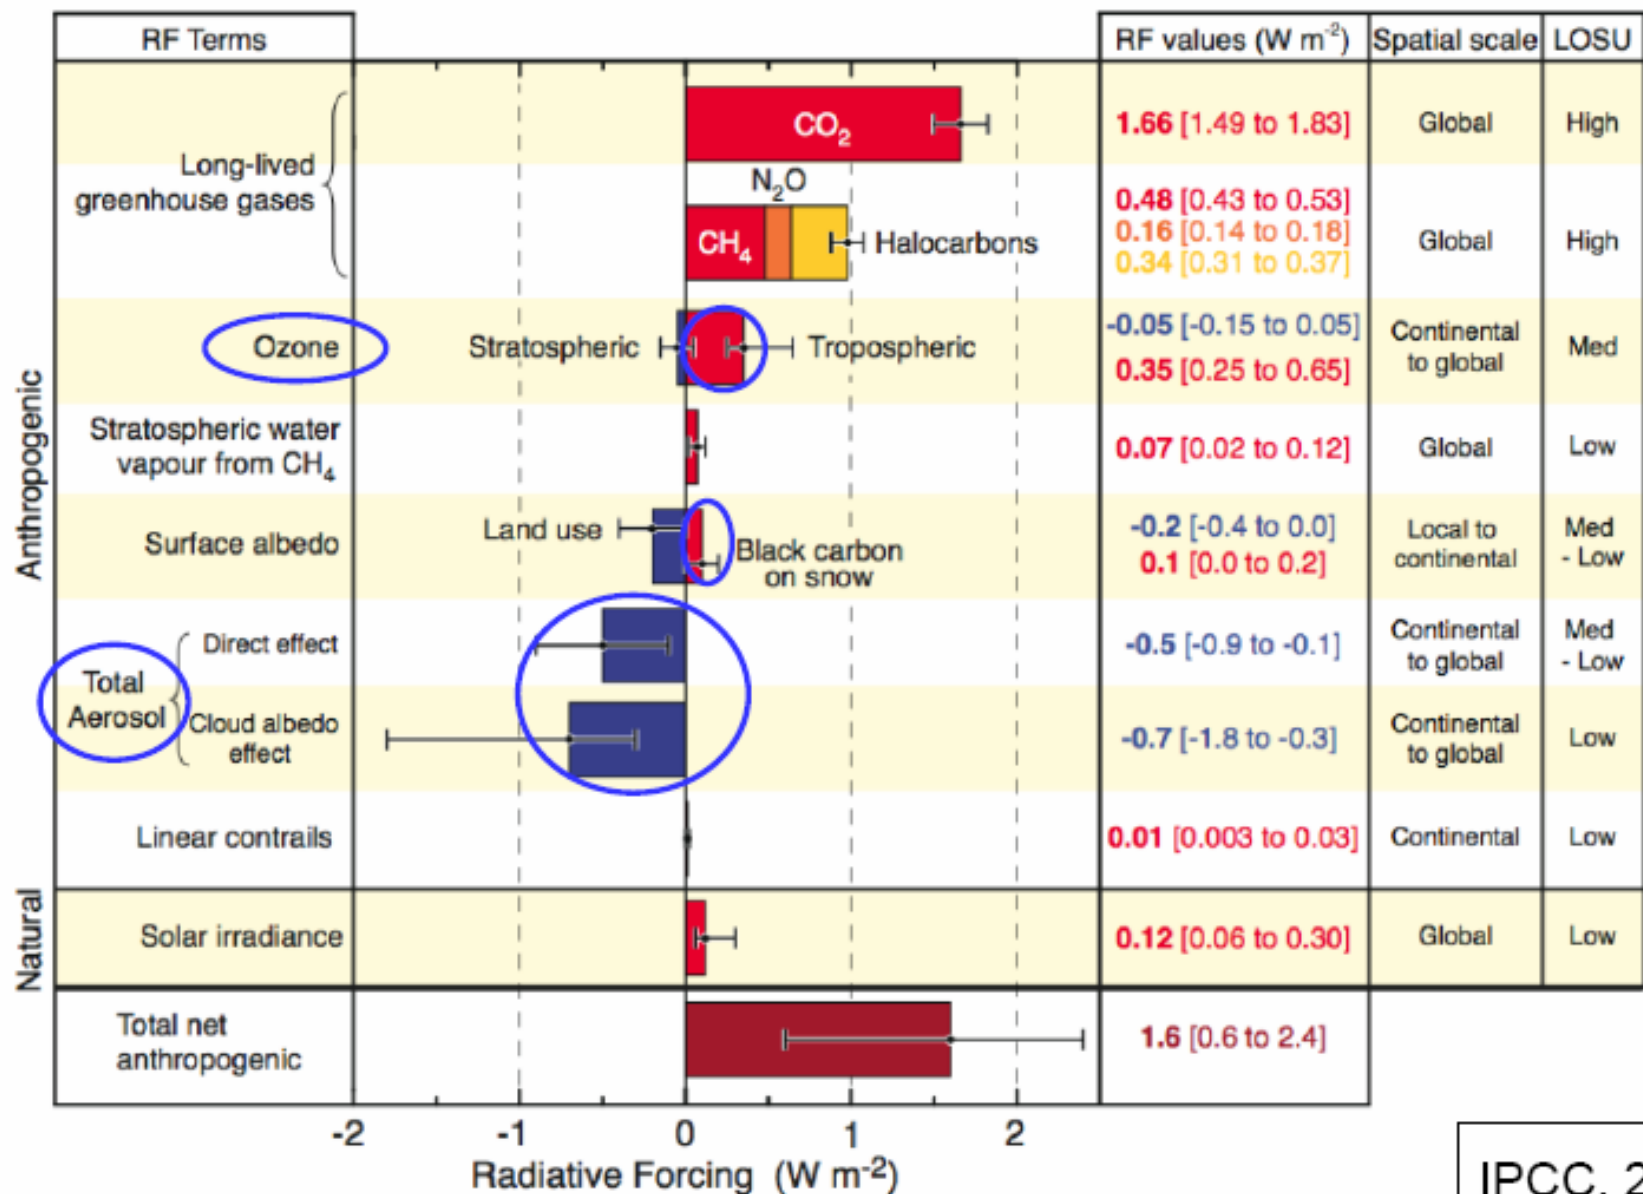 RF Terms
RF values (W m⁻²)
Spatial scale
LOSU
Anthropogenic
Long-lived
greenhouse gases
CO₂
1.66 [1.49 to 1.83]
Global
High
N₂O
CH₄
Halocarbons
0.48 [0.43 to 0.53]
0.16 [0.14 to 0.18]
0.34 [0.31 to 0.37]
Global
High
Ozone
Stratospheric
Tropospheric
-0.05 [-0.15 to 0.05]
0.35 [0.25 to 0.65]
Continental
to global
Med
Stratospheric water
vapour from CH₄
0.07 [0.02 to 0.12]
Global
Low
Surface albedo
Land use
Black carbon
on snow
-0.2 [-0.4 to 0.0]
0.1 [0.0 to 0.2]
Local to
continental
Med
- Low
Total
Aerosol
Direct effect
-0.5 [-0.9 to -0.1]
Continental
to global
Med
- Low
Cloud albedo
effect
-0.7 [-1.8 to -0.3]
Continental
to global
Low
Linear contrails
0.01 [0.003 to 0.03]
Continental
Low
Natural
Solar irradiance
0.12 [0.06 to 0.30]
Global
Low
Total net
anthropogenic
1.6 [0.6 to 2.4]
-2 -1 0 1 2
Radiative Forcing (W m⁻²)
IPCC, 2